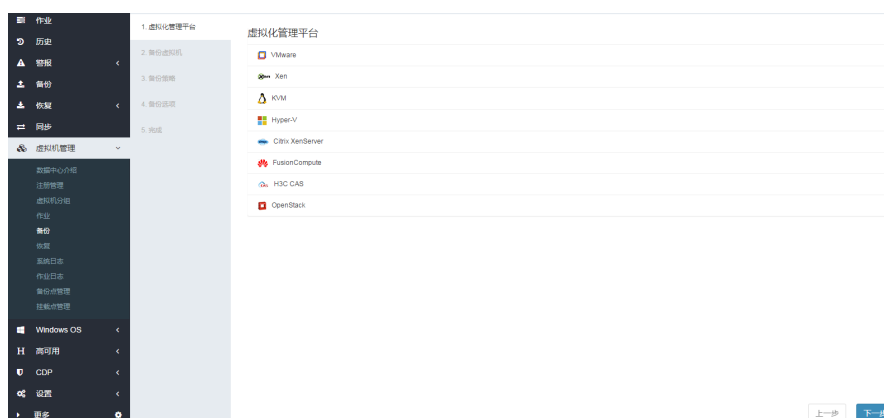 作业
历史
警报
备份
恢复
同步
虚拟机管理
数据中心介绍
注册管理
虚拟机分组
作业
备份
恢复
系统日志
作业日志
备份点管理
挂载点管理
Windows OS
高可用
CDP
设置
更多
1. 虚拟化管理平台
2. 备份虚拟机
3. 备份策略
4. 备份选项
5. 完成
虚拟化管理平台
VMware
Xen
KVM
Hyper-V
Citrix XenServer
FusionCompute
H3C CAS
OpenStack
上一步
下一步